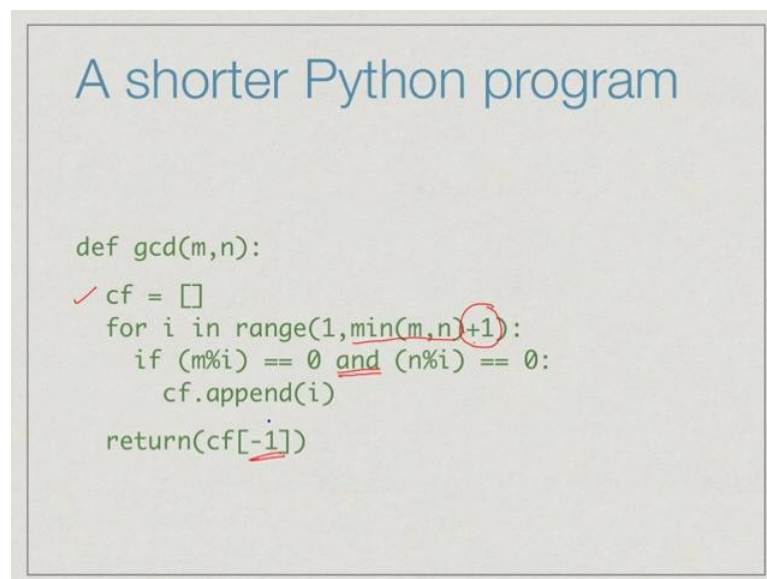 A shorter Python program
def gcd(m,n):
cf = []
for i in range(1,min(m,n)+1):
if (m%i) == 0 and (n%i) == 0:
cf.append(i)
return(cf[-1])